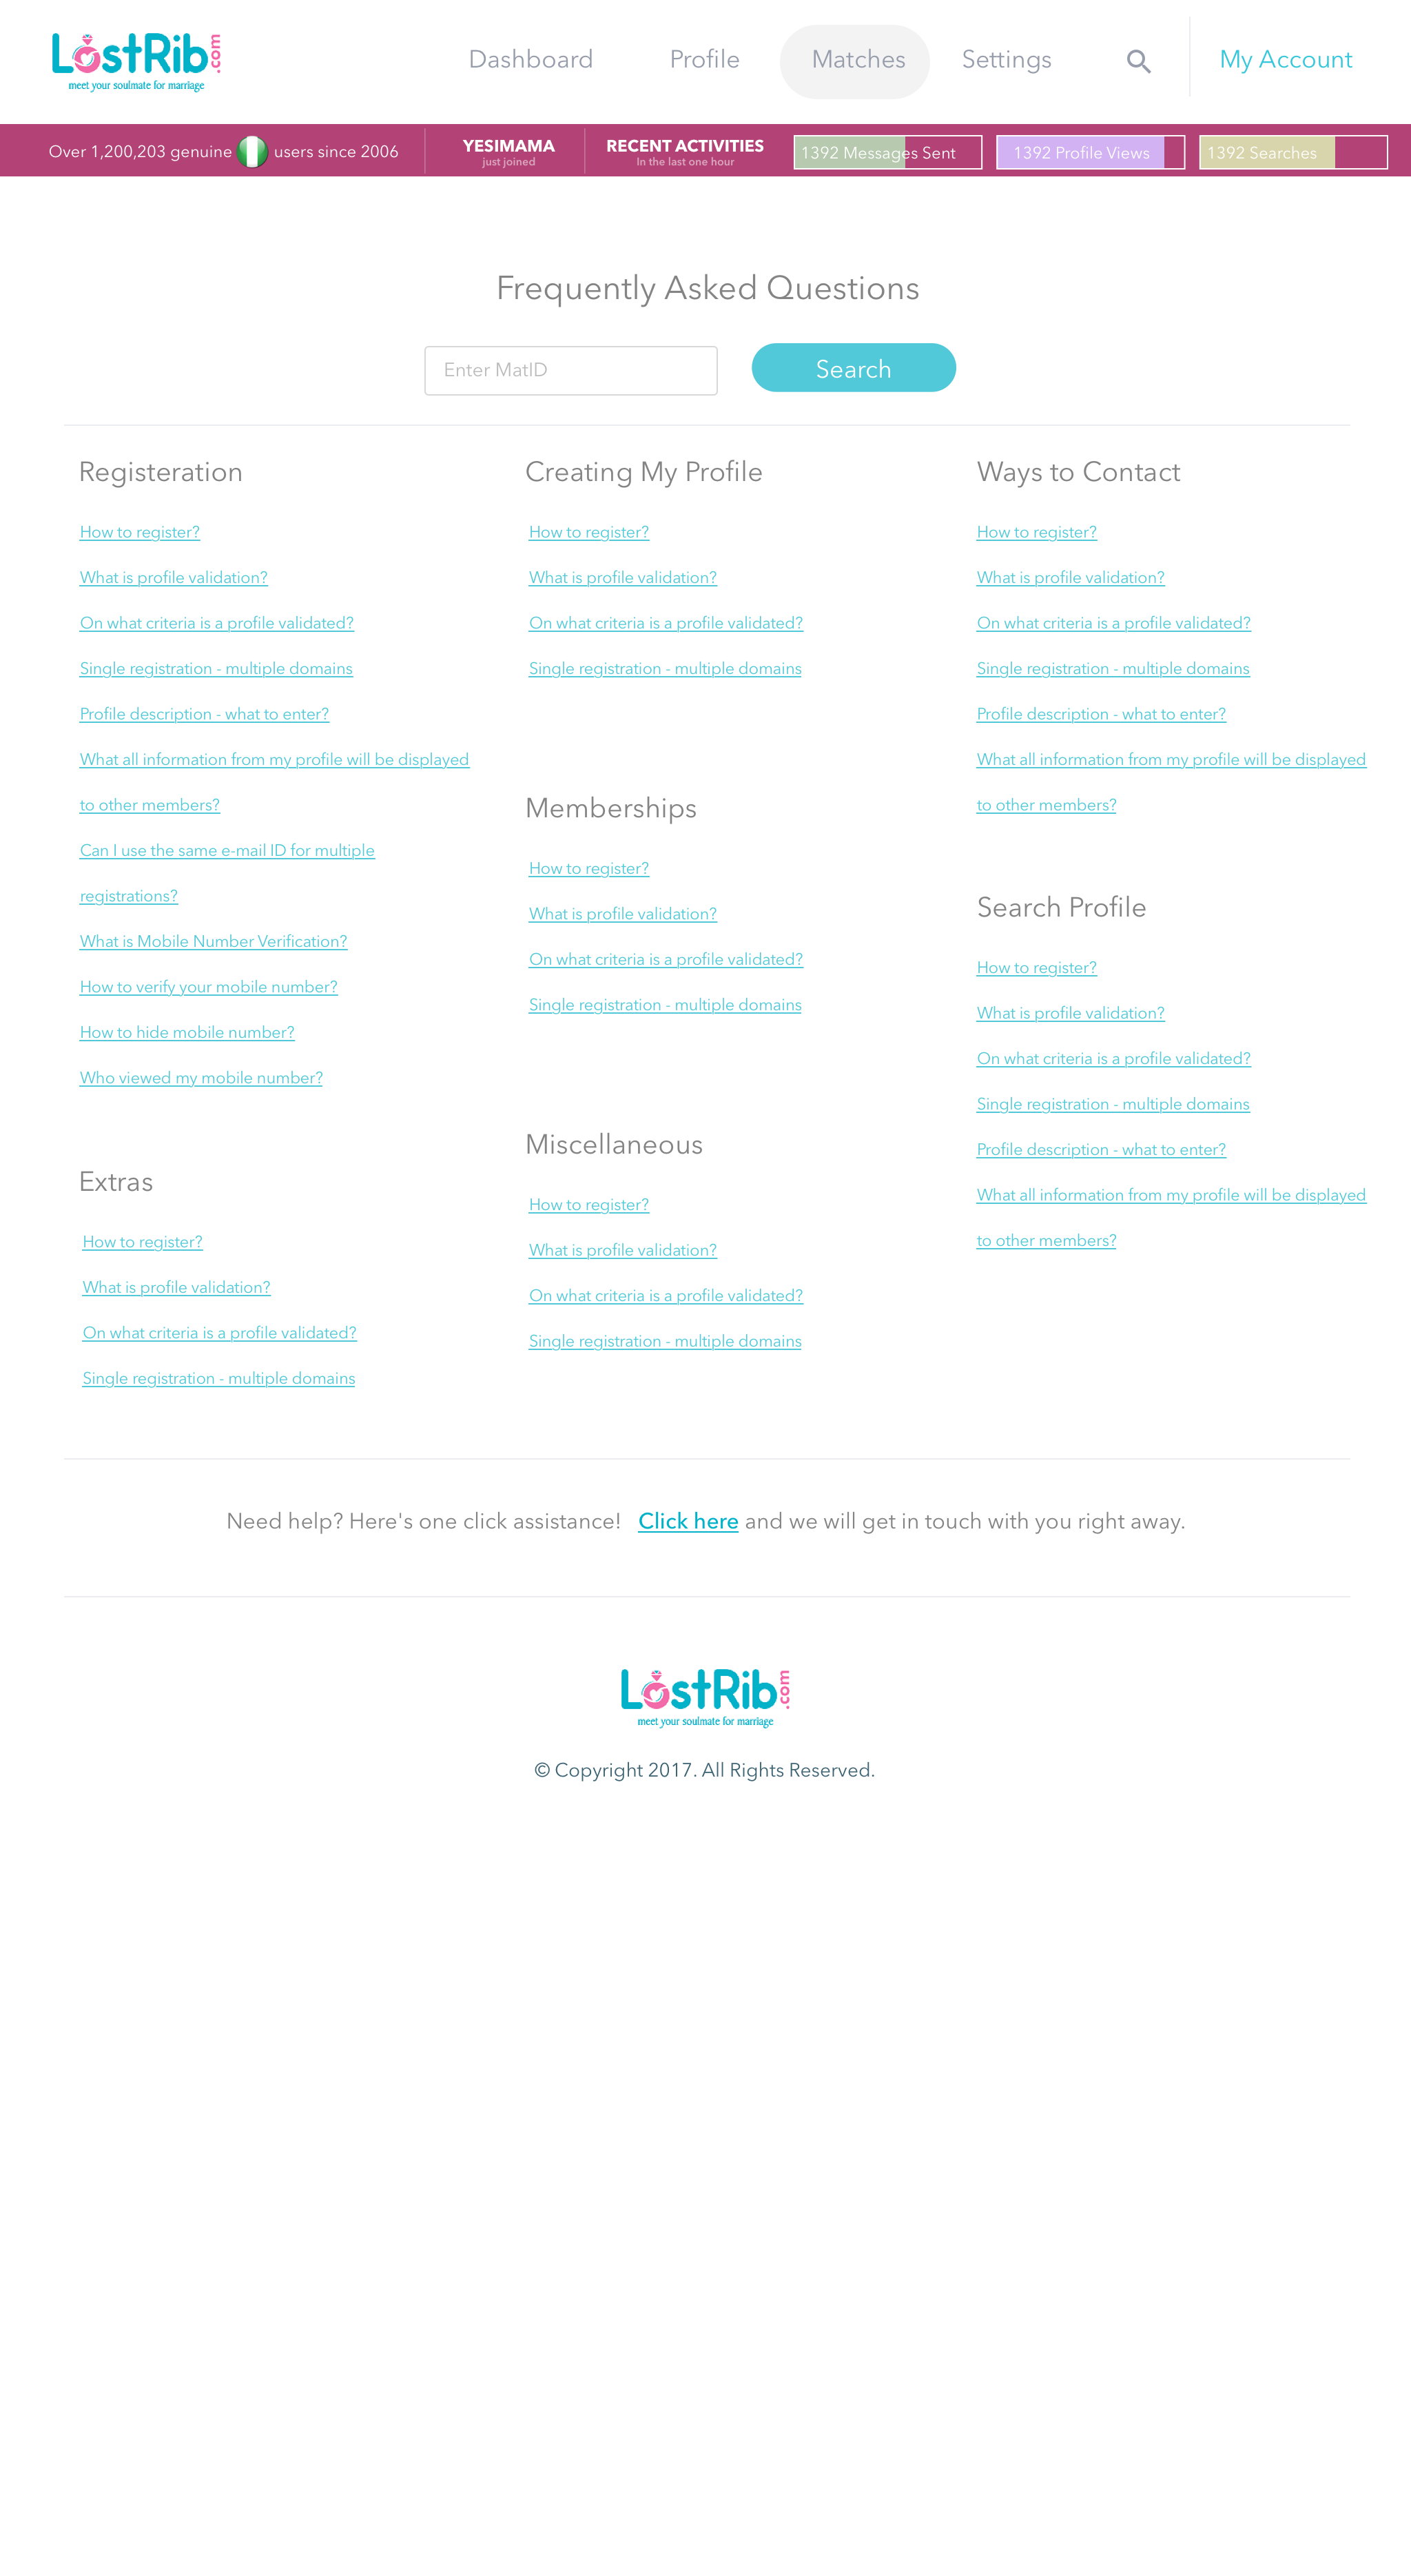 LostRib.com
meet your soulmate for marriage
Dashboard Profile Matches Settings My Account
Over 1,200,203 genuine users since 2006
YESIMAMA
just joined
RECENT ACTIVITIES
In the last one hour
1392 Messages Sent
1392 Profile Views
1392 Searches
Frequently Asked Questions
Enter MatID
Search
Registeration
How to register?
What is profile validation?
On what criteria is a profile validated?
Single registration - multiple domains
Profile description - what to enter?
What all information from my profile will be displayed
to other members?
Can I use the same e-mail ID for multiple
registrations?
What is Mobile Number Verification?
How to verify your mobile number?
How to hide mobile number?
Who viewed my mobile number?
Extras
How to register?
What is profile validation?
On what criteria is a profile validated?
Single registration - multiple domains
Creating My Profile
How to register?
What is profile validation?
On what criteria is a profile validated?
Single registration - multiple domains
Memberships
How to register?
What is profile validation?
On what criteria is a profile validated?
Single registration - multiple domains
Miscellaneous
How to register?
What is profile validation?
On what criteria is a profile validated?
Single registration - multiple domains
Ways to Contact
How to register?
What is profile validation?
On what criteria is a profile validated?
Single registration - multiple domains
Profile description - what to enter?
What all information from my profile will be displayed
to other members?
Search Profile
How to register?
What is profile validation?
On what criteria is a profile validated?
Single registration - multiple domains
Profile description - what to enter?
What all information from my profile will be displayed
to other members?
Need help? Here's one click assistance! Click here and we will get in touch with you right away.
LostRib.com
meet your soulmate for marriage
© Copyright 2017. All Rights Reserved.